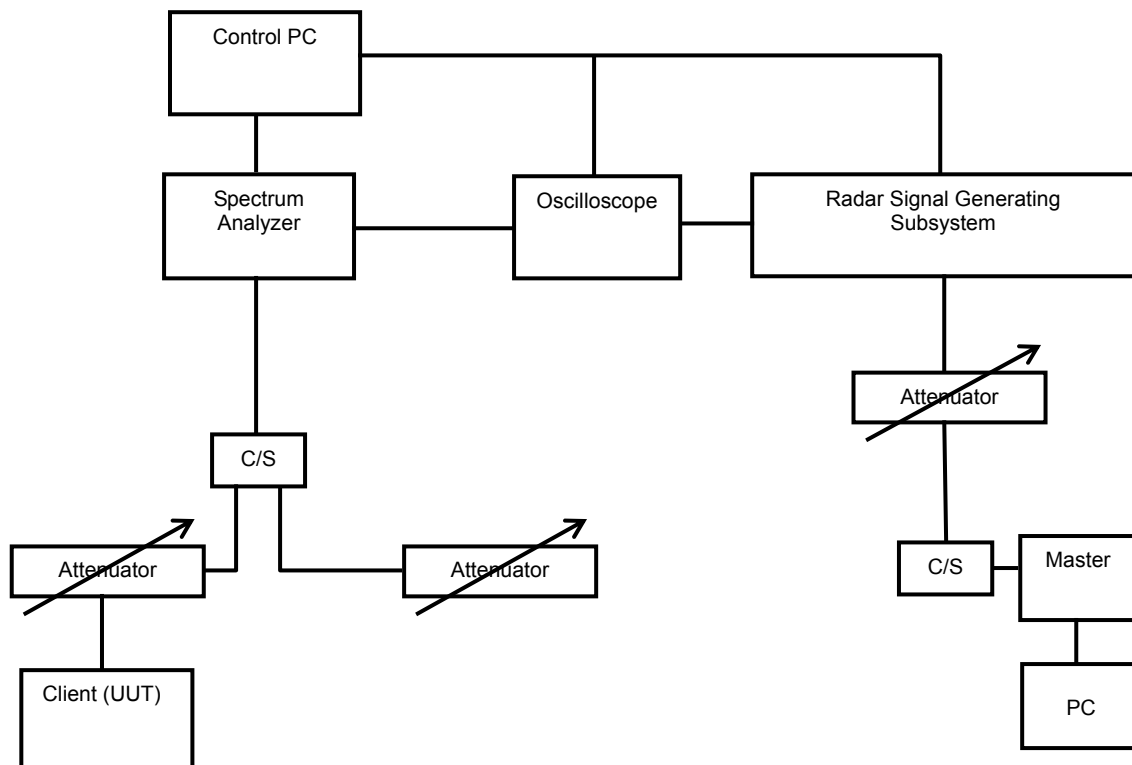 Control PC
Spectrum
Analyzer
Oscilloscope
Radar Signal Generating
Subsystem
Attenuator
C/S
Attenuator
Attenuator
C/S
Master
Client (UUT)
PC